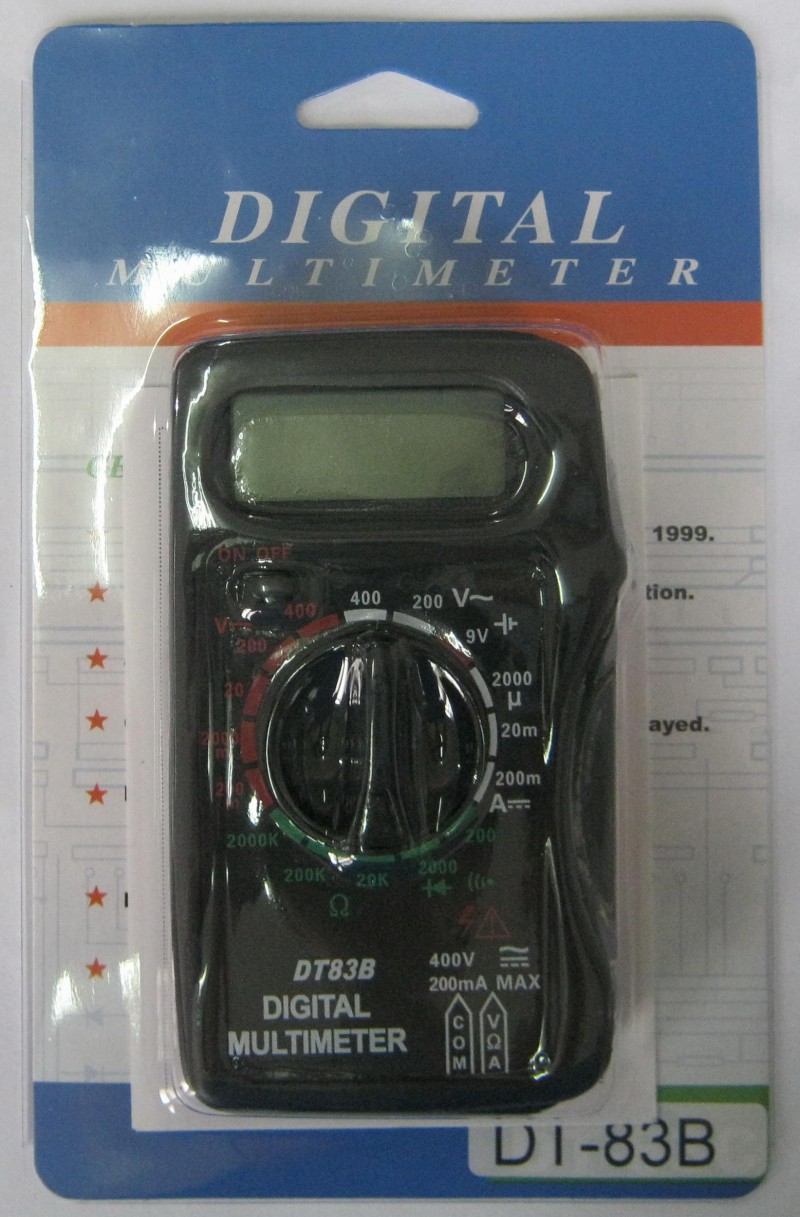 DIGITAL
MULTIMETER
1999.
tion.
ayed.
ON OFF
400 400 200 V~
V
200 9V
20 2000
µ
20m
200m
A
2000K 200
200K 20K 2000
Ω
400V
200mA MAX
DT83B
DIGITAL
MULTIMETER
COM VΩA
DT-83B